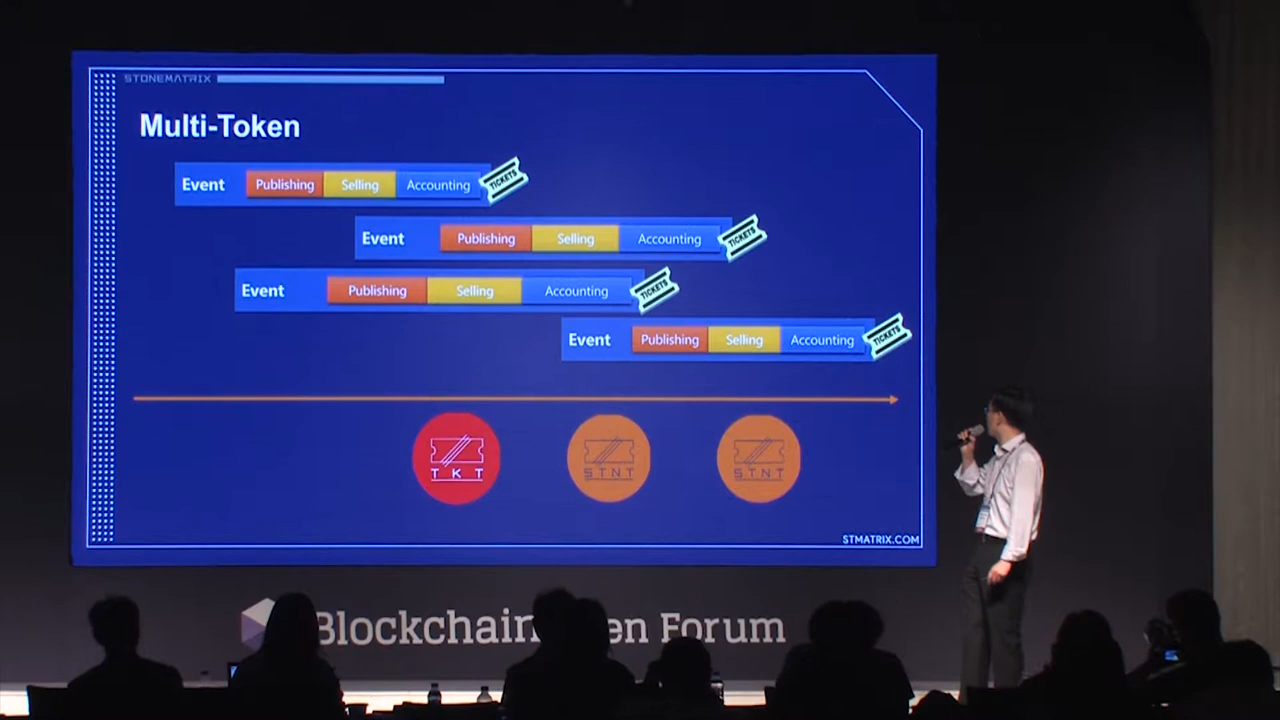 STONEMATRIX
Multi-Token
Event Publishing Selling Accounting TICKETS
Event Publishing Selling Accounting TICKETS
Event Publishing Selling Accounting TICKETS
Event Publishing Selling Accounting TICKETS
TKT STNT STNT
STMATRIX.COM
Blockchain en Forum